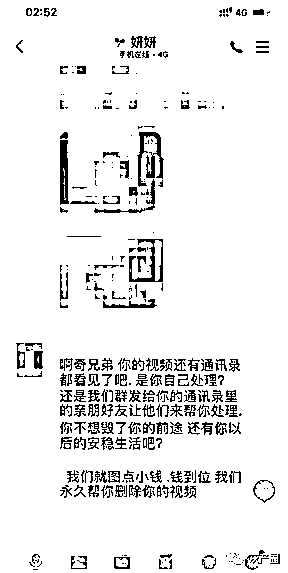 02:52
4G
妍妍
手机在线 · 4G
啊奇兄弟 你的视频还有通讯录
都看见了吧. 是你自己处理?
还是我们群发给你的通讯录里
的亲朋好友让他们来帮你处理.
你不想毁了你的前途 还有你以
后的安稳生活吧?
我们就图点小钱 .钱到位 我们
永久帮你删除你的视频